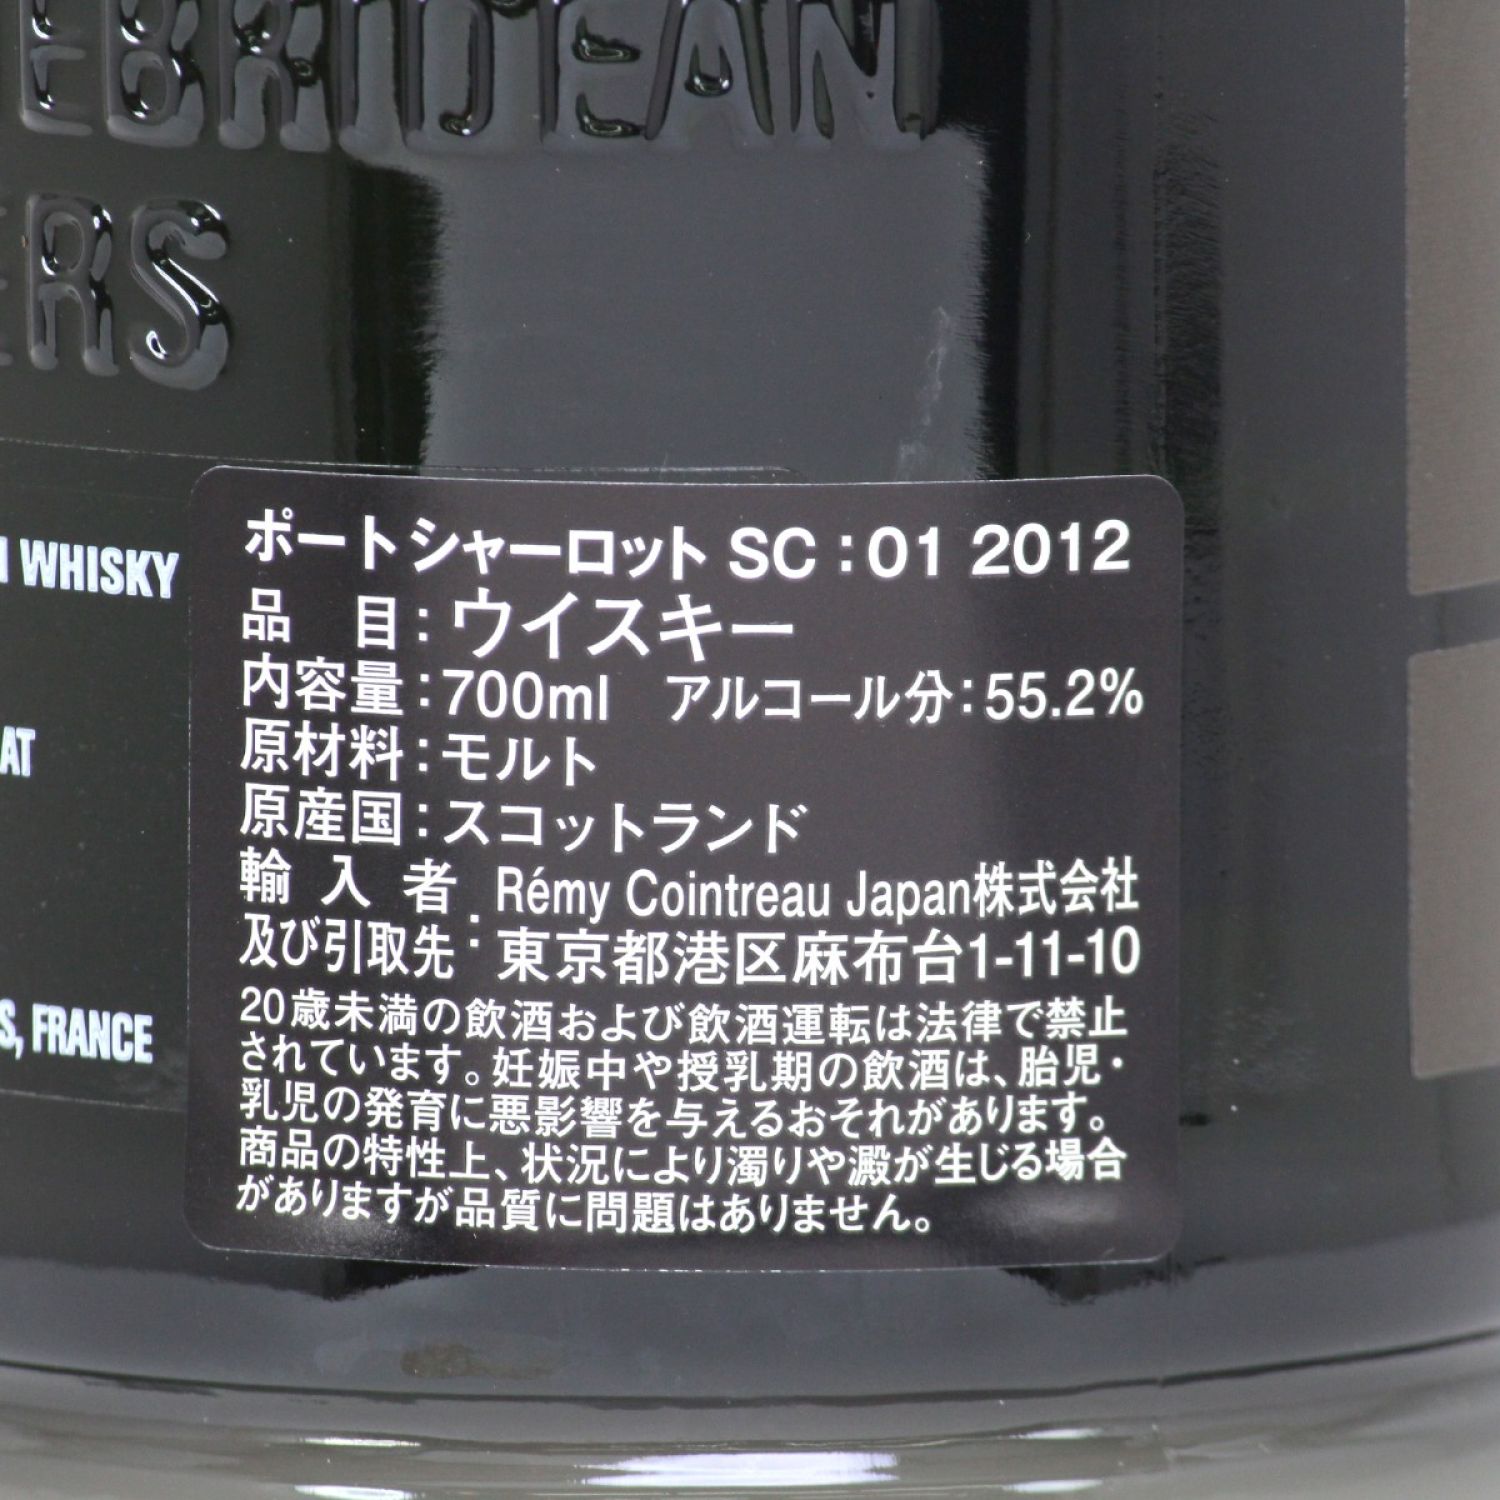 EBRIDEAN
ERS
WHISKY
AT
S, FRANCE
ポートシャーロット SC：01 2012
品　目：ウイスキー
内容量：700ml　アルコール分：55.2%
原材料：モルト
原産国：スコットランド
輸入者及び引取先：Rémy Cointreau Japan株式会社
東京都港区麻布台1-11-10
20歳未満の飲酒および飲酒運転は法律で禁止
されています。妊娠中や授乳期の飲酒は、胎児・
乳児の発育に悪影響を与えるおそれがあります。
商品の特性上、状況により濁りや澱が生じる場合
がありますが品質に問題はありません。